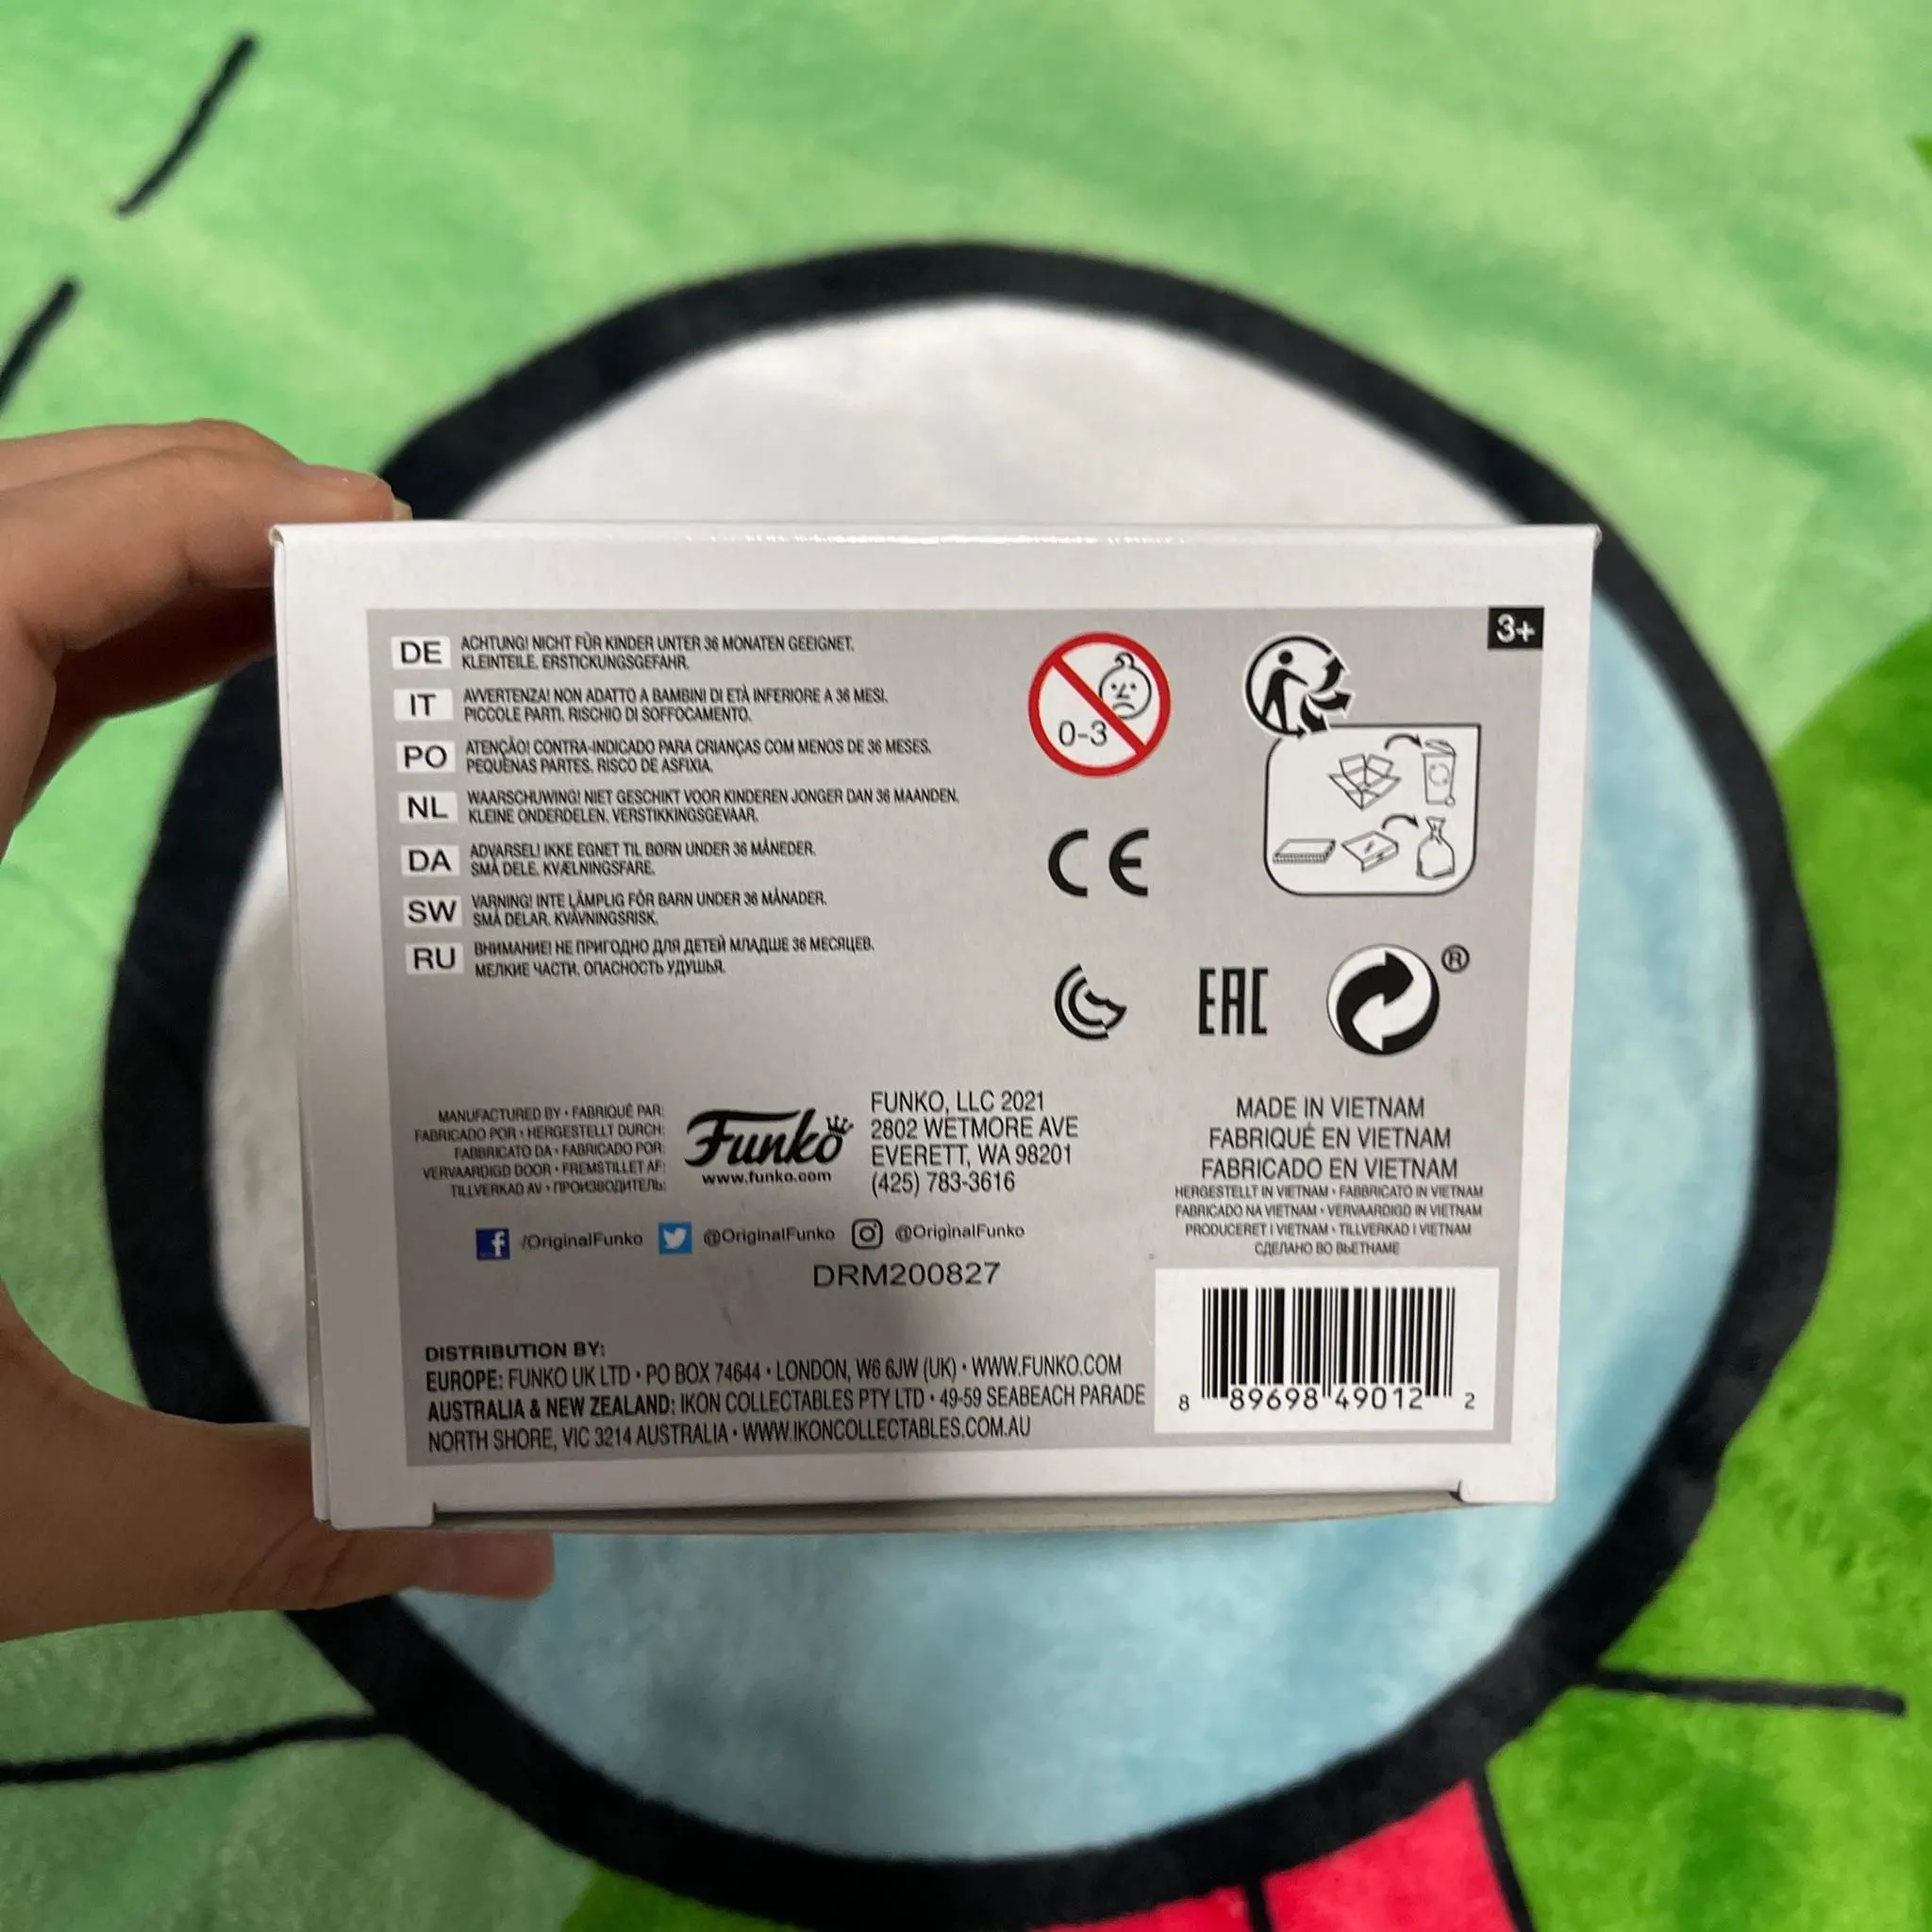 3+
DE
ACHTUNG! NICHT FÜR KINDER UNTER 36 MONATEN GEEIGNET.
KLEINTEILE. ERSTICKUNGSGEFAHR.
IT
AVVERTENZA! NON ADATTO A BAMBINI DI ETÀ INFERIORE A 36 MESI.
PICCOLE PARTI. RISCHIO DI SOFFOCAMENTO.
PO
ATENÇÃO! CONTRA-INDICADO PARA CRIANÇAS COM MENOS DE 36 MESES.
PEQUENAS PARTES. RISCO DE ASFIXIA.
NL
WAARSCHUWING! NIET GESCHIKT VOOR KINDEREN JONGER DAN 36 MAANDEN.
KLEINE ONDERDELEN. VERSTIKKINGSGEVAAR.
DA
ADVARSEL! IKKE EGNET TIL BØRN UNDER 36 MÅNEDER.
SMÅ DELE. KVÆLNINGSFARE.
SW
VARNING! INTE LÄMPLIG FÖR BARN UNDER 36 MÅNADER.
SMÅ DELAR. KVÄVNINGSRISK.
RU
ВНИМАНИЕ! НЕ ПРИГОДНО ДЛЯ ДЕТЕЙ МЛАДШЕ 36 МЕСЯЦЕВ.
МЕЛКИЕ ЧАСТИ. ОПАСНОСТЬ УДУШЬЯ.
0-3
CE
EAC
®
MANUFACTURED BY • FABRIQUÉ PAR:
FABRICADO POR • HERGESTELLT DURCH:
FABBRICATO DA • FABRICADO POR:
VERVAARDIGD DOOR • FREMSTILLET AF:
TILLVERKAD AV • ПРОИЗВОДИТЕЛЬ:
Funko
www.funko.com
FUNKO, LLC 2021
2802 WETMORE AVE
EVERETT, WA 98201
(425) 783-3616
MADE IN VIETNAM
FABRIQUÉ EN VIETNAM
FABRICADO EN VIETNAM
HERGESTELLT IN VIETNAM • FABBRICATO IN VIETNAM
FABRICADO NA VIETNAM • VERVAARDIGD IN VIETNAM
PRODUCERET I VIETNAM • TILLVERKAD I VIETNAM
СДЕЛАНО ВО ВЬЕТНАМЕ
f /OriginalFunko @OriginalFunko @OriginalFunko
DRM200827
DISTRIBUTION BY:
EUROPE: FUNKO UK LTD • PO BOX 74644 • LONDON, W6 6JW (UK) • WWW.FUNKO.COM
AUSTRALIA & NEW ZEALAND: IKON COLLECTABLES PTY LTD • 49-59 SEABEACH PARADE
NORTH SHORE, VIC 3214 AUSTRALIA • WWW.IKONCOLLECTABLES.COM.AU
8 89698 49012 2